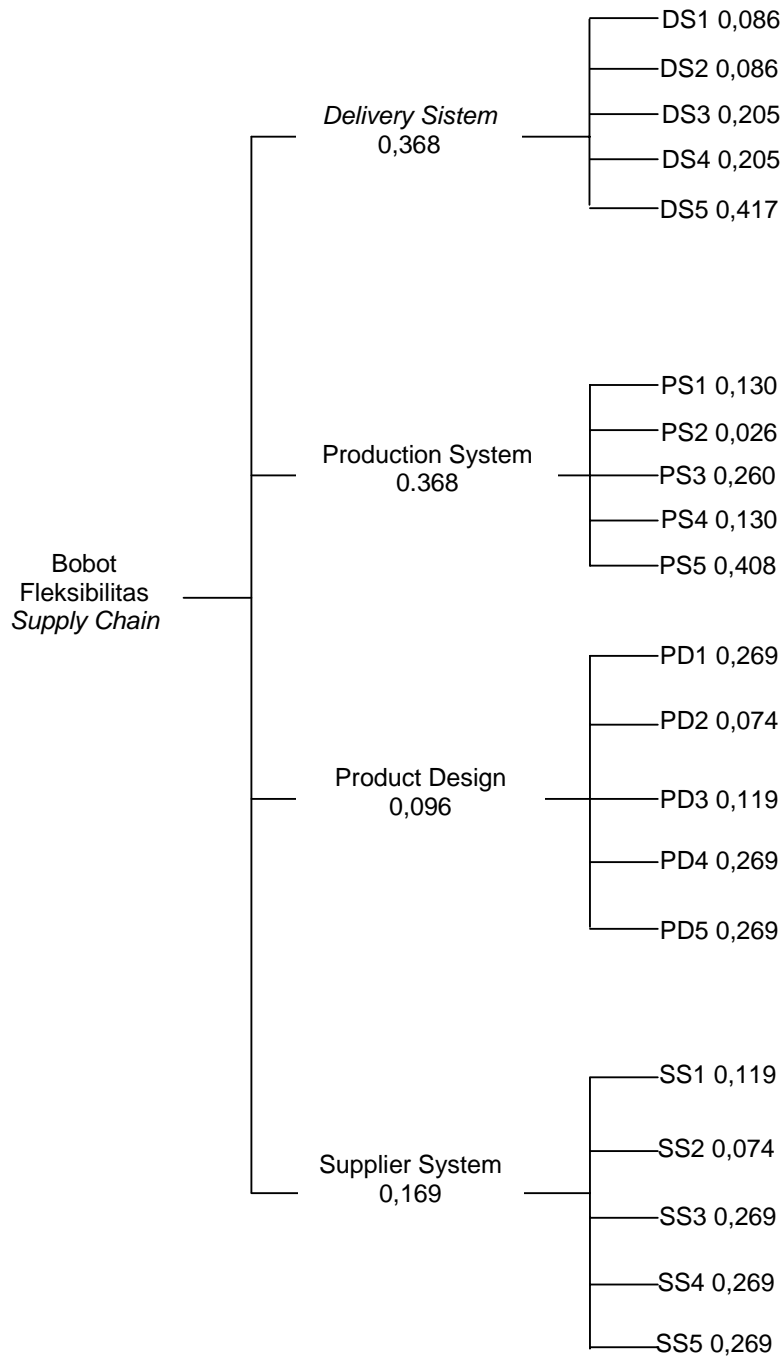 Bobot
Fleksibilitas
Supply Chain
Delivery Sistem
0,368
DS1 0,086
DS2 0,086
DS3 0,205
DS4 0,205
DS5 0,417
Production System
0.368
PS1 0,130
PS2 0,026
PS3 0,260
PS4 0,130
PS5 0,408
Product Design
0,096
PD1 0,269
PD2 0,074
PD3 0,119
PD4 0,269
PD5 0,269
Supplier System
0,169
SS1 0,119
SS2 0,074
SS3 0,269
SS4 0,269
SS5 0,269